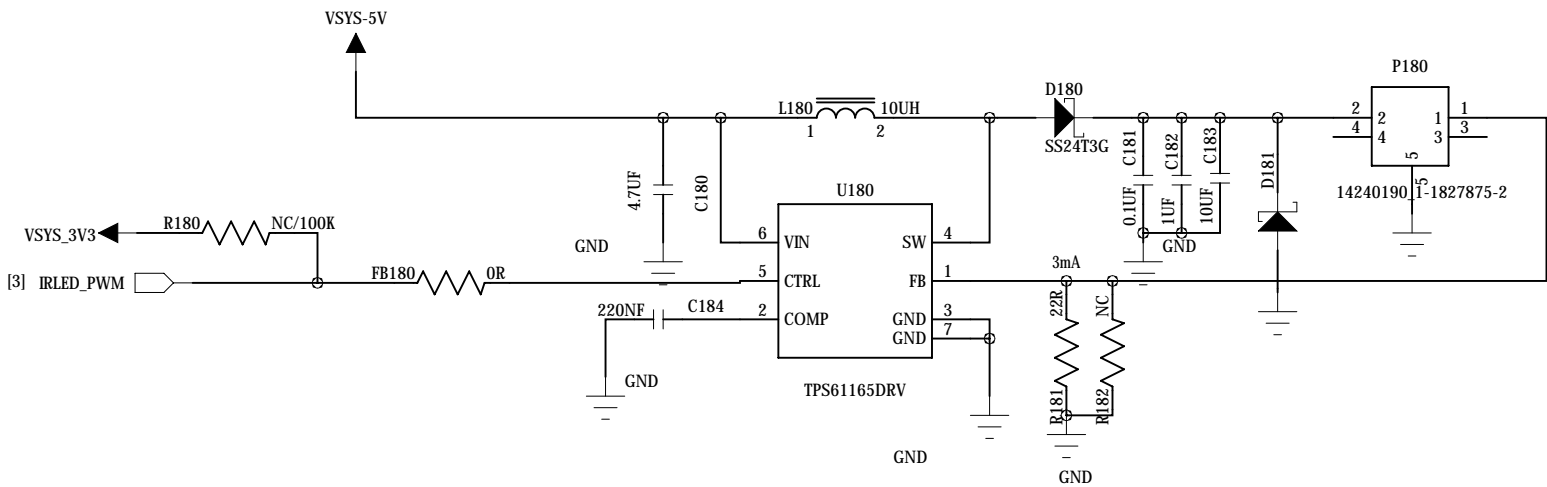 VSYS-5V
P180
D180
L180 10UH
1 2
SS24T3G
C181
C182
C183
0.1UF
1UF
10UF
GND
D181
2 2 1 1
4 4 3 3
5
5
14240190_1-1827875-2
4.7UF
C180
GND
U180
6 VIN SW 4
5 CTRL FB 1
2 COMP GND 3
GND 7
TPS61165DRV
VSYS_3V3
R180 NC/100K
[3] IRLED_PWM
FB180 0R
220NF C184
GND
3mA
22R
NC
R181
R182
GND
GND